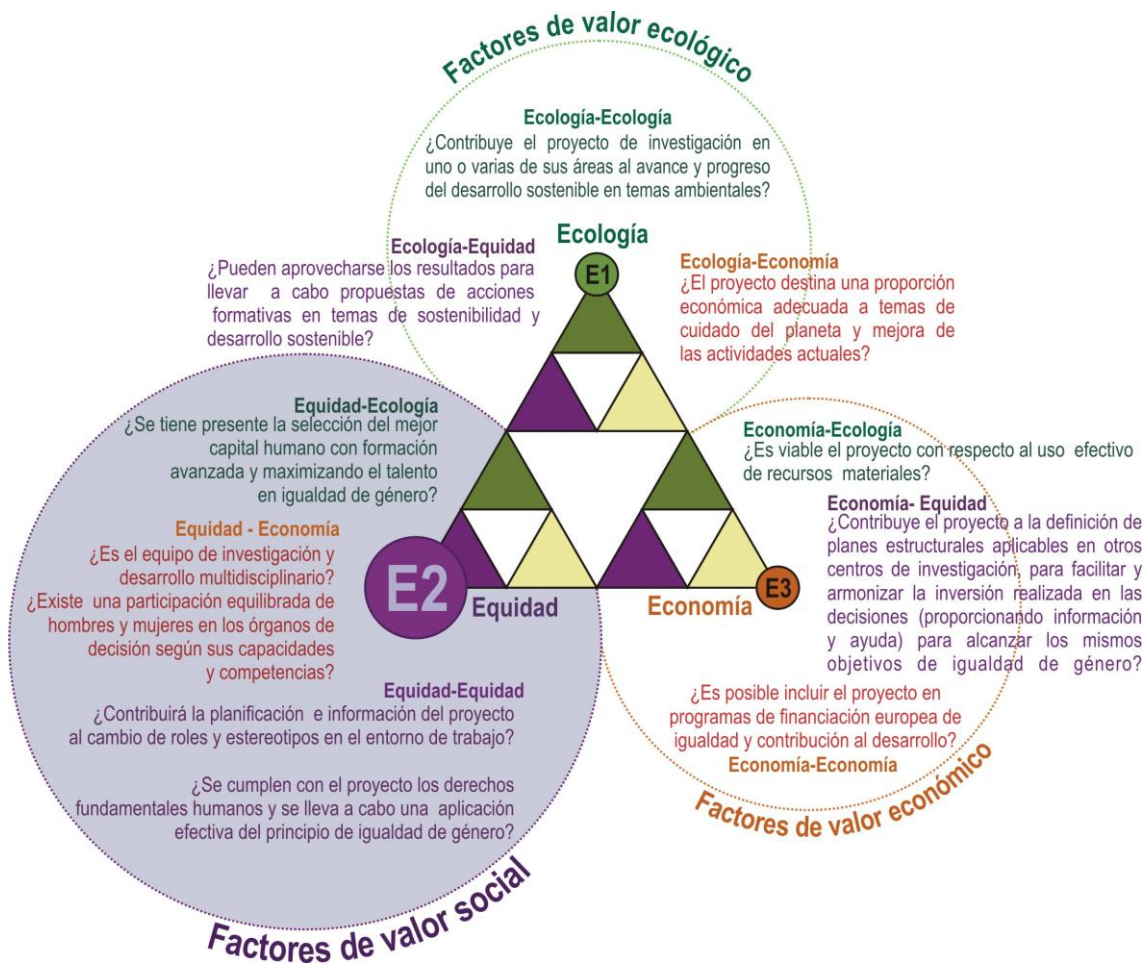 Factores de valor ecológico
Ecología-Ecología
¿Contribuye el proyecto de investigación en
uno o varias de sus áreas al avance y progreso
del desarrollo sostenible en temas ambientales?
Ecología
E1
Ecología-Equidad
¿Pueden aprovecharse los resultados para
llevar a cabo propuestas de acciones
formativas en temas de sostenibilidad y
desarrollo sostenible?
Ecología-Economía
¿El proyecto destina una proporción
económica adecuada a temas de
cuidado del planeta y mejora de
las actividades actuales?
Equidad-Ecología
¿Se tiene presente la selección del mejor
capital humano con formación
avanzada y maximizando el talento
en igualdad de género?
Equidad - Economía
¿Es el equipo de investigación y
desarrollo multidisciplinario?
¿Existe una participación equilibrada de
hombres y mujeres en los órganos de
decisión según sus capacidades
y competencias?
E2
Equidad
Equidad-Equidad
¿Contribuirá la planificación e información del proyecto
al cambio de roles y estereotipos en el entorno de trabajo?
¿Se cumplen con el proyecto los derechos
fundamentales humanos y se lleva a cabo una aplicación
efectiva del principio de igualdad de género?
Factores de valor social
Economía
E3
Economía-Ecología
¿Es viable el proyecto con respecto al uso efectivo
de recursos materiales?
Economía- Equidad
¿Contribuye el proyecto a la definición de
planes estructurales aplicables en otros
centros de investigación para facilitar y
armonizar la inversión realizada en las
decisiones (proporcionando información
y ayuda) para alcanzar los mismos
objetivos de igualdad de género?
¿Es posible incluir el proyecto en
programas de financiación europea de
igualdad y contribución al desarrollo?
Economía-Economía
Factores de valor económico